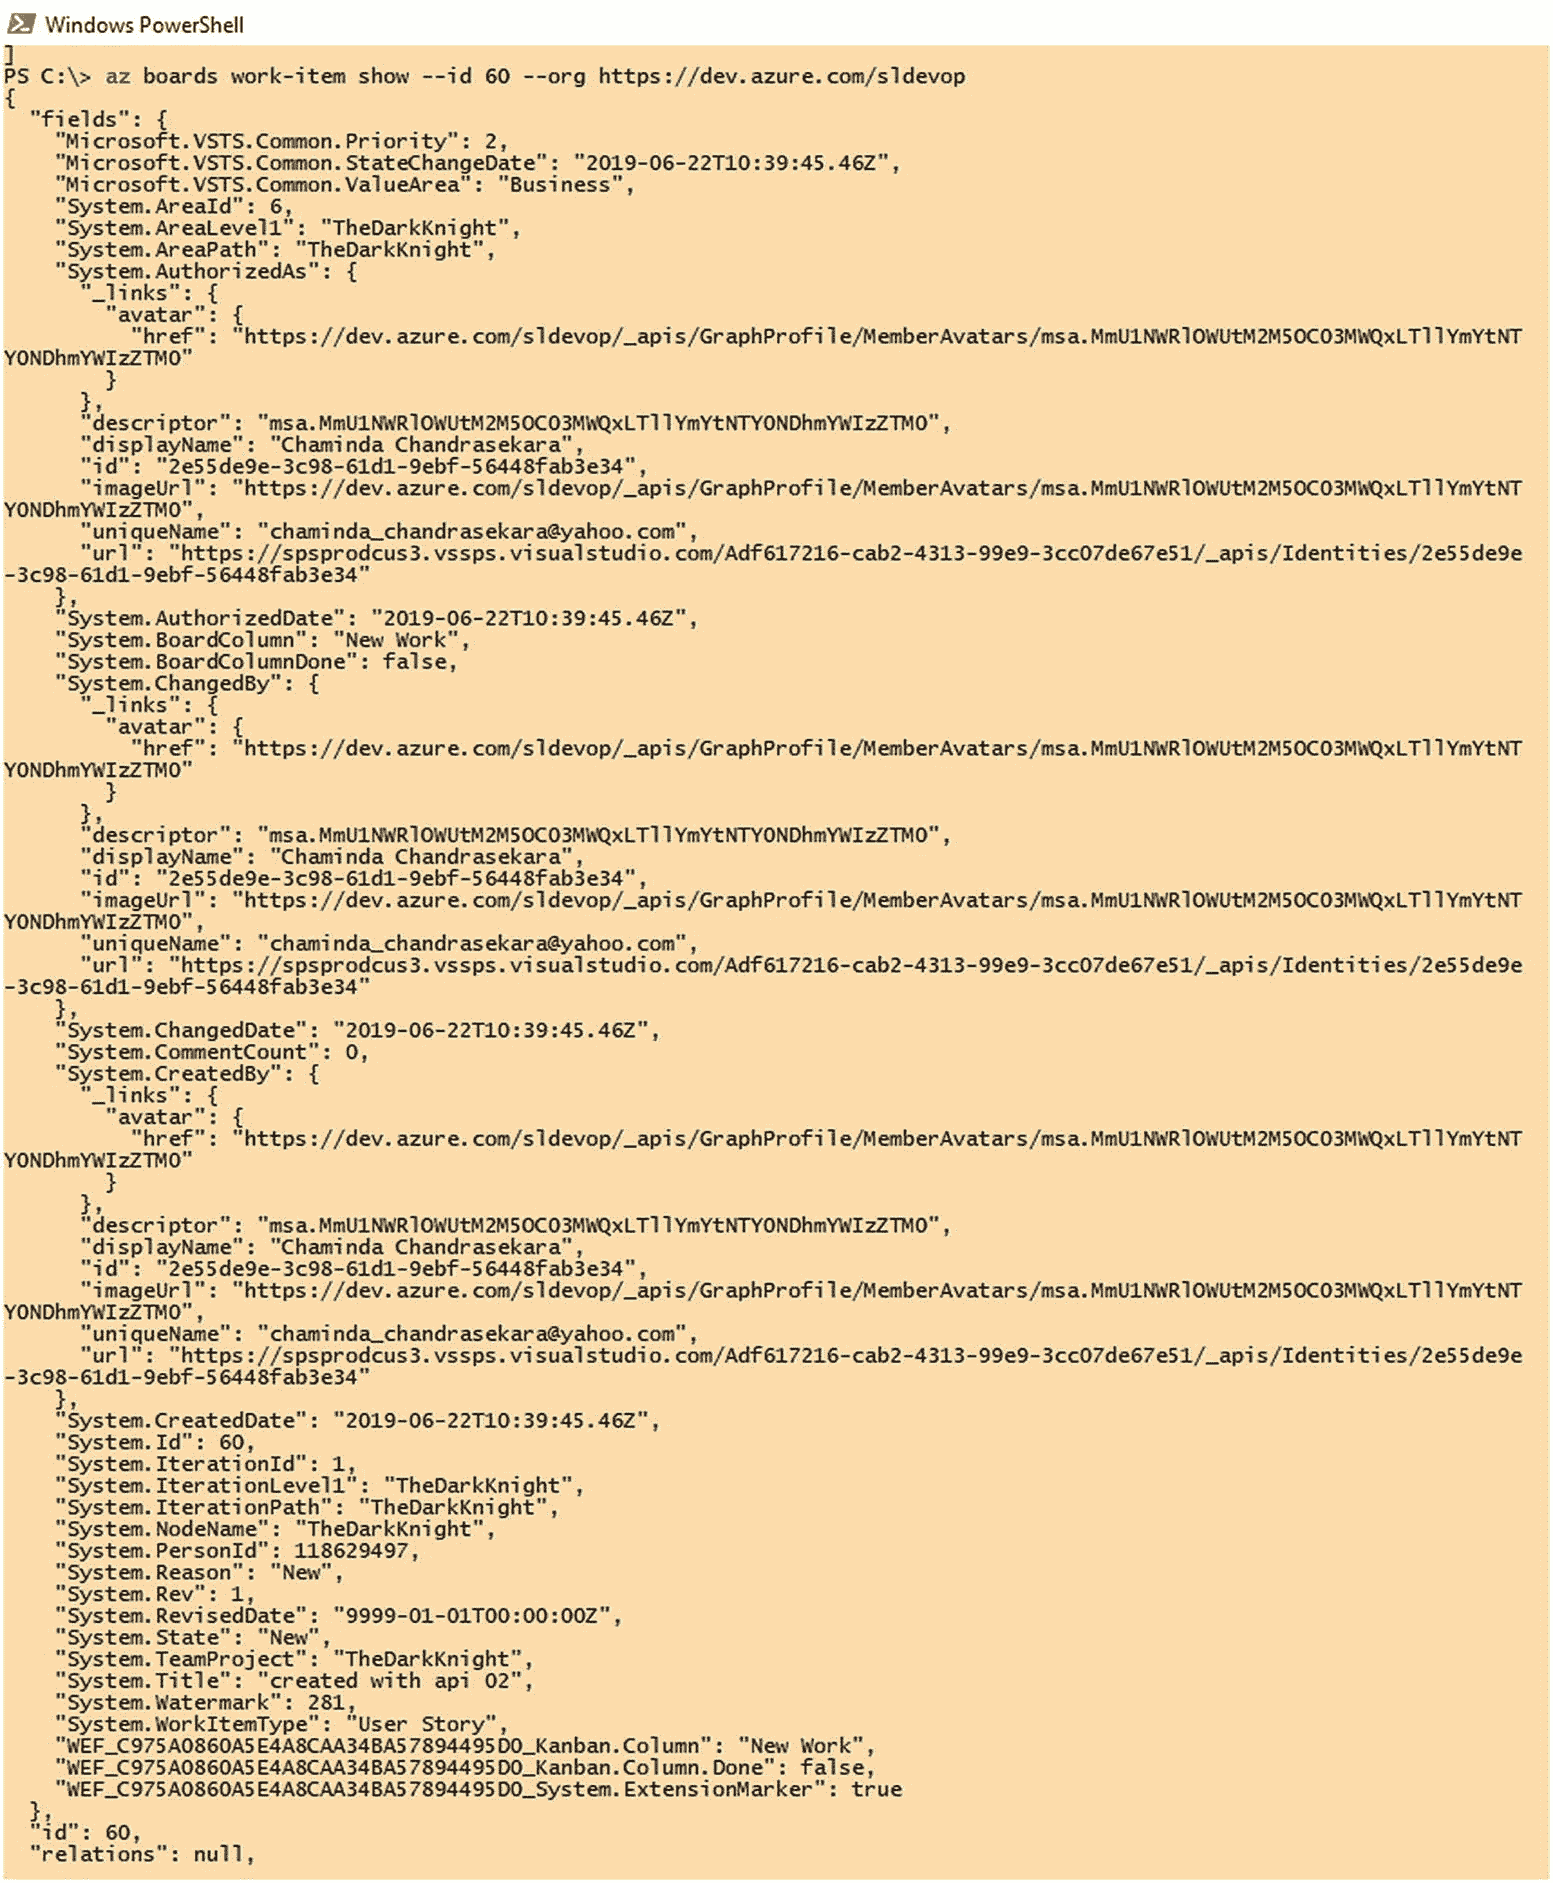 Windows PowerShell
]
PS C:\> az boards work-item show --id 60 --org https://dev.azure.com/sldevop
{
  "fields": {
    "Microsoft.VSTS.Common.Priority": 2,
    "Microsoft.VSTS.Common.StateChangeDate": "2019-06-22T10:39:45.46Z",
    "Microsoft.VSTS.Common.ValueArea": "Business",
    "System.AreaId": 6,
    "System.AreaLevel1": "TheDarkKnight",
    "System.AreaPath": "TheDarkKnight",
    "System.AuthorizedAs": {
      "_links": {
        "avatar": {
          "href": "https://dev.azure.com/sldevop/_apis/GraphProfile/MemberAvatars/msa.MmU1NWRlOWUtM2M5OC03MWQxLTllYmYtNT
Y0NDhmYWIzZTM0"
        }
      },
      "descriptor": "msa.MmU1NWRlOWUtM2M5OC03MWQxLTllYmYtNTY0NDhmYWIzZTM0",
      "displayName": "Chaminda Chandrasekara",
      "id": "2e55de9e-3c98-61d1-9ebf-56448fab3e34",
      "imageUrl": "https://dev.azure.com/sldevop/_apis/GraphProfile/MemberAvatars/msa.MmU1NWRlOWUtM2M5OC03MWQxLTllYmYtNT
Y0NDhmYWIzZTM0",
      "uniqueName": "chaminda_chandrasekara@yahoo.com",
      "url": "https://spsprodcus3.vssps.visualstudio.com/Adf617216-cab2-4313-99e9-3cc07de67e51/_apis/Identities/2e55de9e
-3c98-61d1-9ebf-56448fab3e34"
    },
    "System.AuthorizedDate": "2019-06-22T10:39:45.46Z",
    "System.BoardColumn": "New Work",
    "System.BoardColumnDone": false,
    "System.ChangedBy": {
      "_links": {
        "avatar": {
          "href": "https://dev.azure.com/sldevop/_apis/GraphProfile/MemberAvatars/msa.MmU1NWRlOWUtM2M5OC03MWQxLTllYmYtNT
Y0NDhmYWIzZTM0"
        }
      },
      "descriptor": "msa.MmU1NWRlOWUtM2M5OC03MWQxLTllYmYtNTY0NDhmYWIzZTM0",
      "displayName": "Chaminda Chandrasekara",
      "id": "2e55de9e-3c98-61d1-9ebf-56448fab3e34",
      "imageUrl": "https://dev.azure.com/sldevop/_apis/GraphProfile/MemberAvatars/msa.MmU1NWRlOWUtM2M5OC03MWQxLTllYmYtNT
Y0NDhmYWIzZTM0",
      "uniqueName": "chaminda_chandrasekara@yahoo.com",
      "url": "https://spsprodcus3.vssps.visualstudio.com/Adf617216-cab2-4313-99e9-3cc07de67e51/_apis/Identities/2e55de9e
-3c98-61d1-9ebf-56448fab3e34"
    },
    "System.ChangedDate": "2019-06-22T10:39:45.46Z",
    "System.CommentCount": 0,
    "System.CreatedBy": {
      "_links": {
        "avatar": {
          "href": "https://dev.azure.com/sldevop/_apis/GraphProfile/MemberAvatars/msa.MmU1NWRlOWUtM2M5OC03MWQxLTllYmYtNT
Y0NDhmYWIzZTM0"
        }
      },
      "descriptor": "msa.MmU1NWRlOWUtM2M5OC03MWQxLTllYmYtNTY0NDhmYWIzZTM0",
      "displayName": "Chaminda Chandrasekara",
      "id": "2e55de9e-3c98-61d1-9ebf-56448fab3e34",
      "imageUrl": "https://dev.azure.com/sldevop/_apis/GraphProfile/MemberAvatars/msa.MmU1NWRlOWUtM2M5OC03MWQxLTllYmYtNT
Y0NDhmYWIzZTM0",
      "uniqueName": "chaminda_chandrasekara@yahoo.com",
      "url": "https://spsprodcus3.vssps.visualstudio.com/Adf617216-cab2-4313-99e9-3cc07de67e51/_apis/Identities/2e55de9e
-3c98-61d1-9ebf-56448fab3e34"
    },
    "System.CreatedDate": "2019-06-22T10:39:45.46Z",
    "System.Id": 60,
    "System.IterationId": 1,
    "System.IterationLevel1": "TheDarkKnight",
    "System.IterationPath": "TheDarkKnight",
    "System.NodeName": "TheDarkKnight",
    "System.PersonId": 118629497,
    "System.Reason": "New",
    "System.Rev": 1,
    "System.RevisedDate": "9999-01-01T00:00:00Z",
    "System.State": "New",
    "System.TeamProject": "TheDarkKnight",
    "System.Title": "created with api 02",
    "System.Watermark": 281,
    "System.WorkItemType": "User Story",
    "WEF_C975A0860A5E4A8CAA34BA57894495D0_Kanban.Column": "New Work",
    "WEF_C975A0860A5E4A8CAA34BA57894495D0_Kanban.Column.Done": false,
    "WEF_C975A0860A5E4A8CAA34BA57894495D0_System.ExtensionMarker": true
  },
  "id": 60,
  "relations": null,